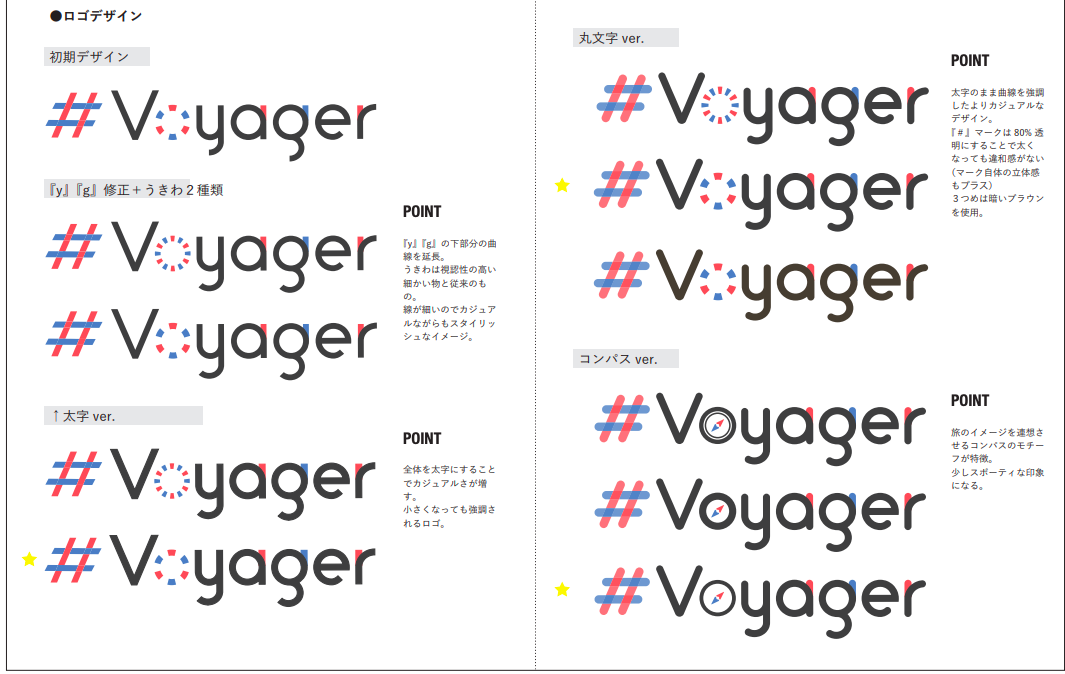 ●ロゴデザイン
初期デザイン
# Voyager
『y』『g』修正＋うきわ２種類
# Voyager
# Voyager
POINT
『y』『g』の下部分の曲
線を延長。
うきわは視認性の高い
細かい物と従来のも
の。
線が細いのでカジュア
ルながらもスタイリッ
シュなイメージ。
↑太字 ver.
# Voyager
# Voyager
POINT
全体を太字にすること
でカジュアルさが増
す。
小さくなっても強調さ
れるロゴ。
丸文字 ver.
# Voyager
# Voyager
# Voyager
POINT
太字のまま曲線を強調
したよりカジュアルな
デザイン。
『＃』マークは 80% 透
明にすることで太く
なっても違和感がない
(マーク自体の立体感
もプラス)
３つめは暗いブラウン
を使用。
コンパス ver.
# Voyager
# Voyager
# Voyager
POINT
旅のイメージを連想さ
せるコンパスのモチー
フが特徴。
少しスポーティな印象
になる。